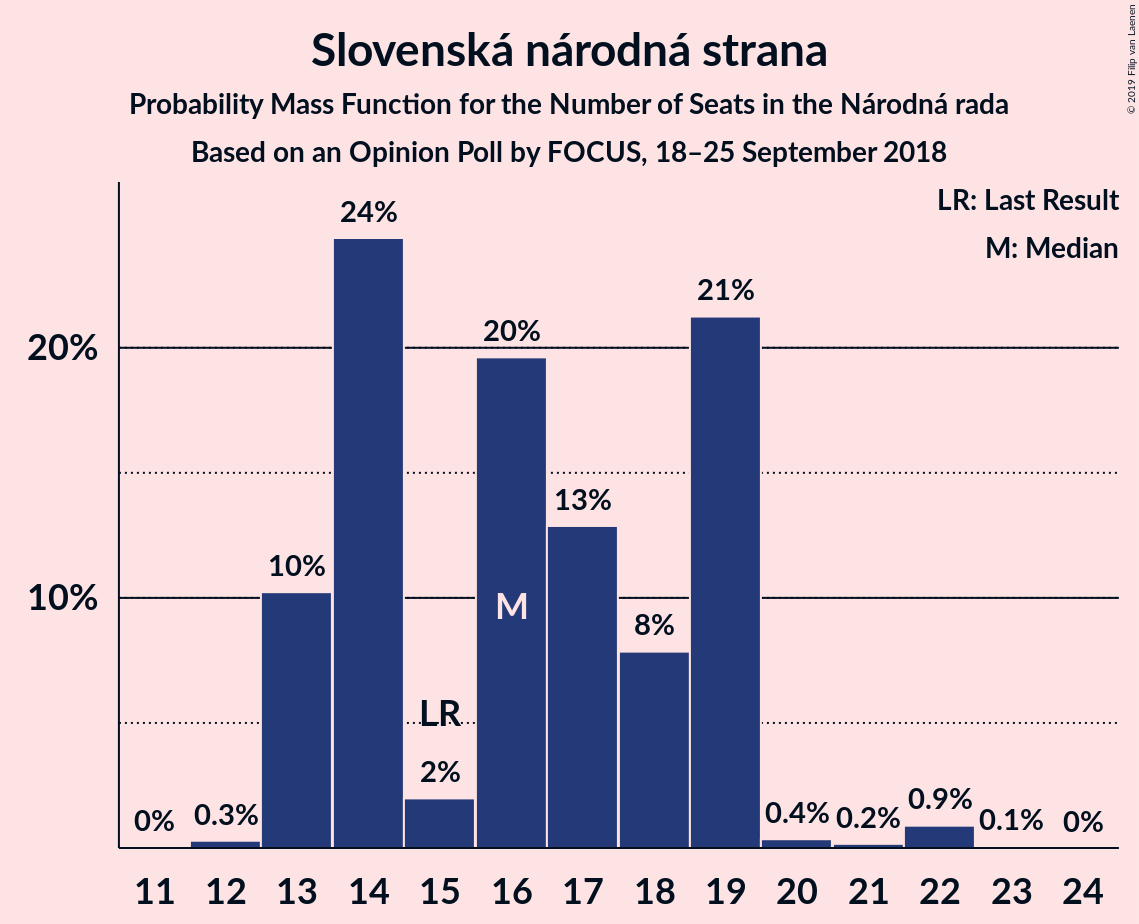 Slovenská národná strana
Probability Mass Function for the Number of Seats in the Národná rada
Based on an Opinion Poll by FOCUS, 18–25 September 2018
© 2019 Filip van Laenen
LR: Last Result
M: Median
20%
10%
0%
0.3%
10%
24%
LR
2%
20%
M
13%
8%
21%
0.4%
0.2%
0.9%
0.1%
0%
11 12 13 14 15 16 17 18 19 20 21 22 23 24